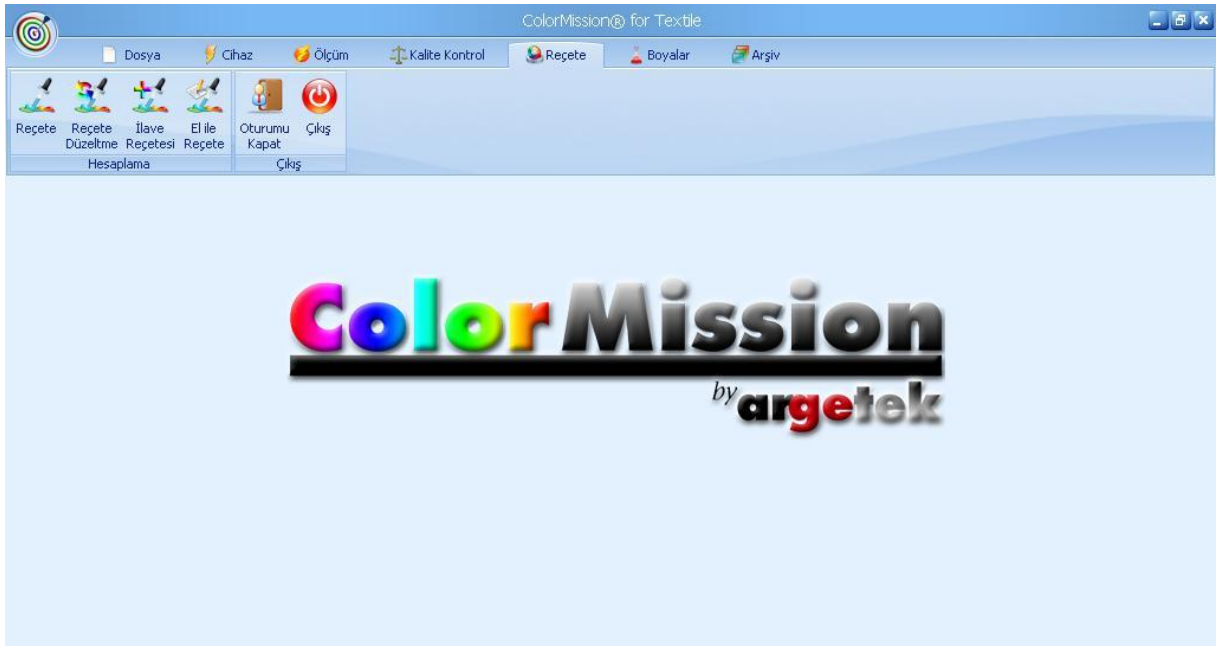 ColorMission® for Textile
Dosya Cihaz Ölçüm Kalite Kontrol Reçete Boyalar Arşiv
Reçete Reçete İlave El ile Oturumu Çıkış
Düzeltme Reçetesi Reçete Kapat
Hesaplama Çıkış
ColorMission
by argetek